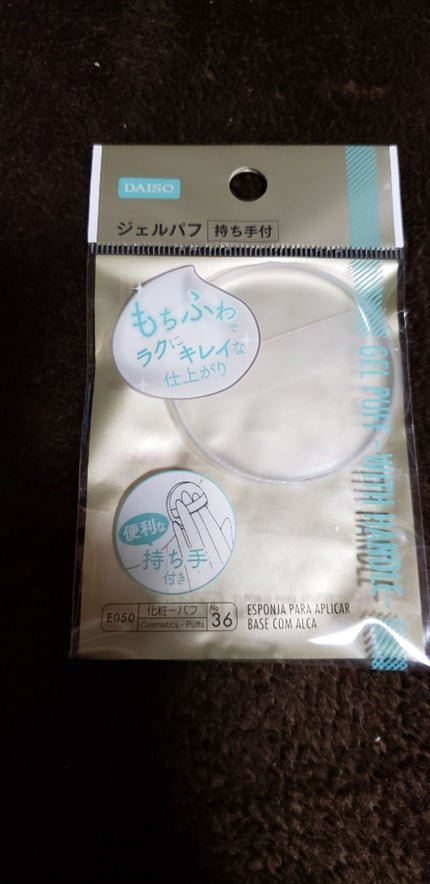 DAISO
ジェルパフ 持ち手付
もちふわで
ラクにキレイな
仕上がり
GEL PUFF -WITH HANDLE-
便利な
持ち手
付き
E050 化粧-パフ Cosmetics - Puffs No 36
ESPONJA PARA APLICAR
BASE COM ALÇA